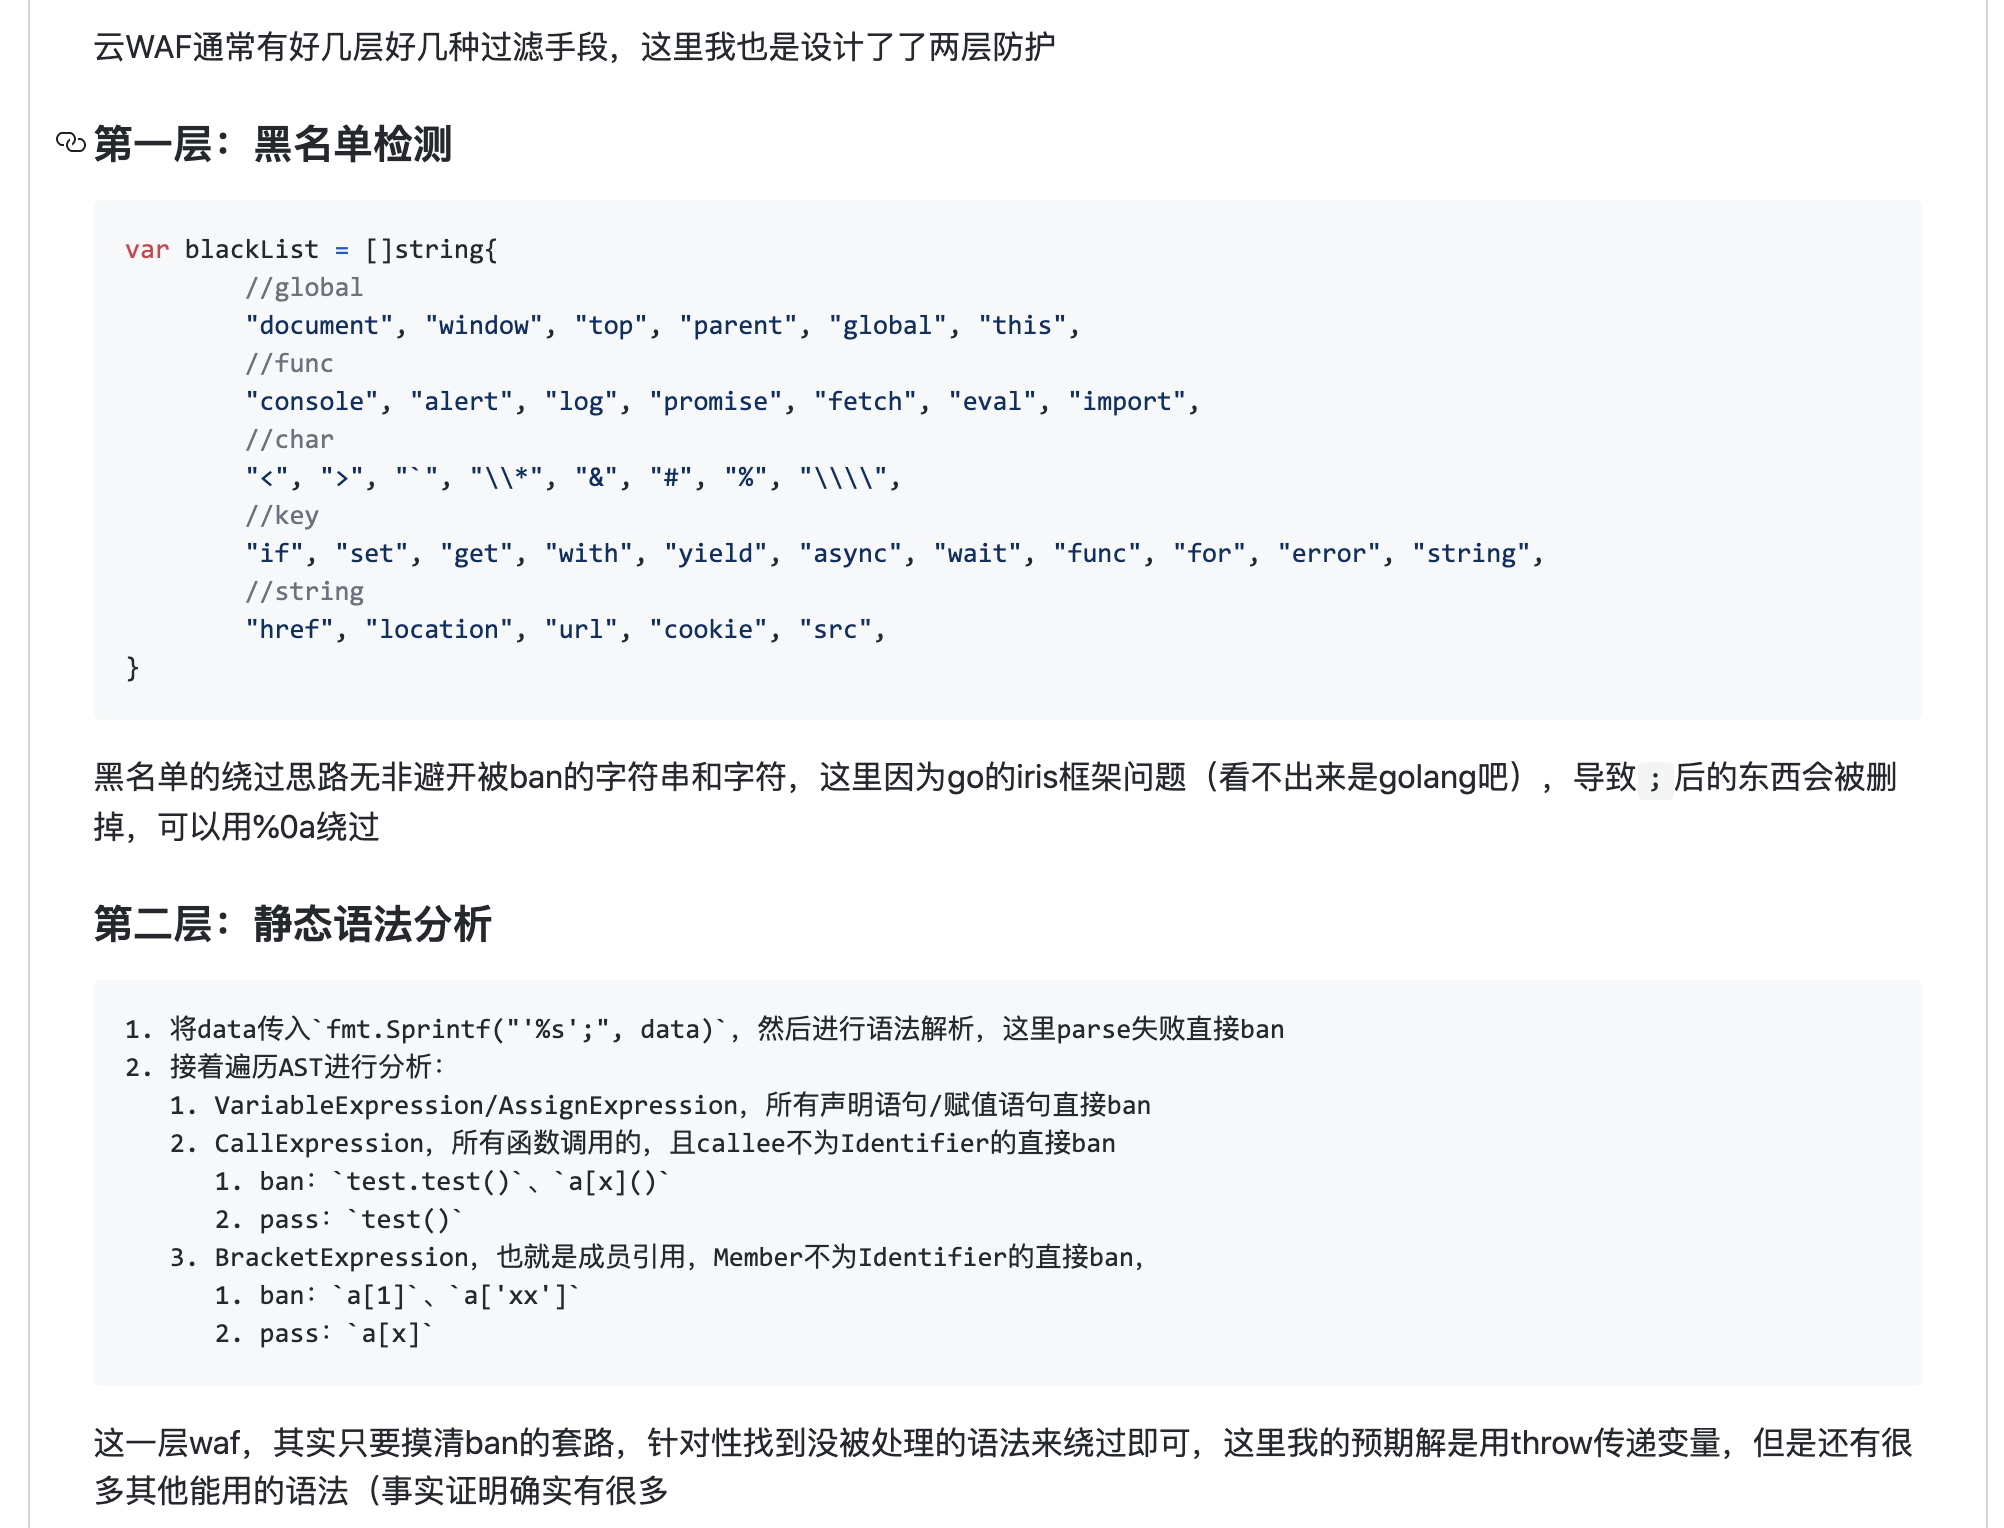 云WAF通常有好几层好几种过滤手段，这里我也是设计了了两层防护
第一层：黑名单检测
var blackList = []string{
        //global
        "document", "window", "top", "parent", "global", "this",
        //func
        "console", "alert", "log", "promise", "fetch", "eval", "import",
        //char
        "<", ">", "`", "\\*", "&", "#", "%", "\\\\",
        //key
        "if", "set", "get", "with", "yield", "async", "wait", "func", "for", "error", "string",
        //string
        "href", "location", "url", "cookie", "src",
}
黑名单的绕过思路无非避开被ban的字符串和字符，这里因为go的iris框架问题（看不出来是golang吧），导致 ; 后的东西会被删
掉，可以用%0a绕过
第二层：静态语法分析
1. 将data传入`fmt.Sprintf("'%s';", data)`，然后进行语法解析，这里parse失败直接ban
2. 接着遍历AST进行分析：
   1. VariableExpression/AssignExpression，所有声明语句/赋值语句直接ban
   2. CallExpression，所有函数调用的，且callee不为Identifier的直接ban
      1. ban：`test.test()`、`a[x]()`
      2. pass：`test()`
   3. BracketExpression，也就是成员引用，Member不为Identifier的直接ban，
      1. ban：`a[1]`、`a['xx']`
      2. pass：`a[x]`
这一层waf，其实只要摸清ban的套路，针对性找到没被处理的语法来绕过即可，这里我的预期解是用throw传递变量，但是还有很
多其他能用的语法（事实证明确实有很多